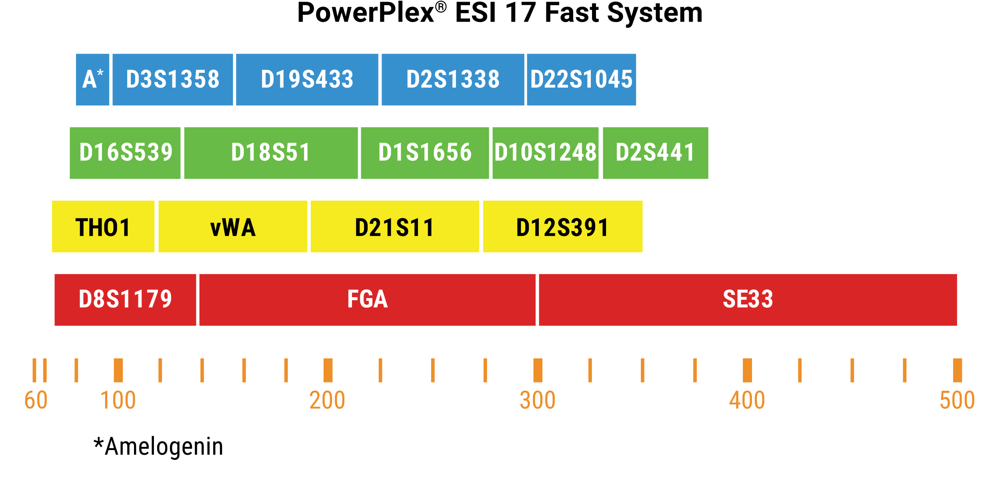 PowerPlex® ESI 17 Fast System
A* D3S1358 D19S433 D2S1338 D22S1045
D16S539 D18S51 D1S1656 D10S1248 D2S441
THO1 vWA D21S11 D12S391
D8S1179 FGA SE33
60 100 200 300 400 500
*Amelogenin